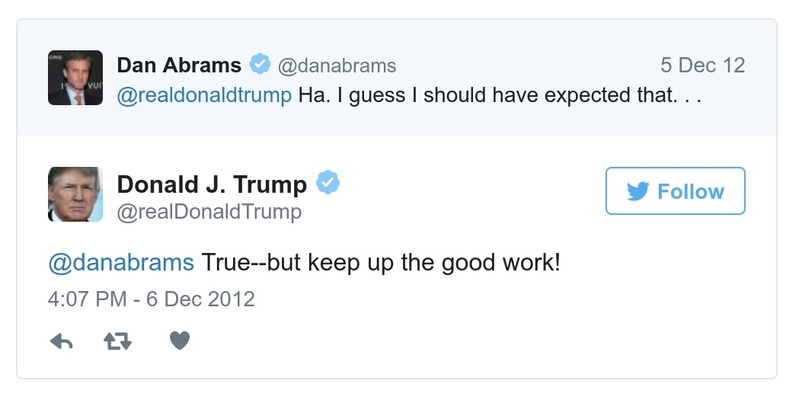 Dan Abrams @danabrams 5 Dec 12
@realdonaldtrump Ha. I guess I should have expected that. . .
Donald J. Trump Follow
@realDonaldTrump
@danabrams True--but keep up the good work!
4:07 PM - 6 Dec 2012